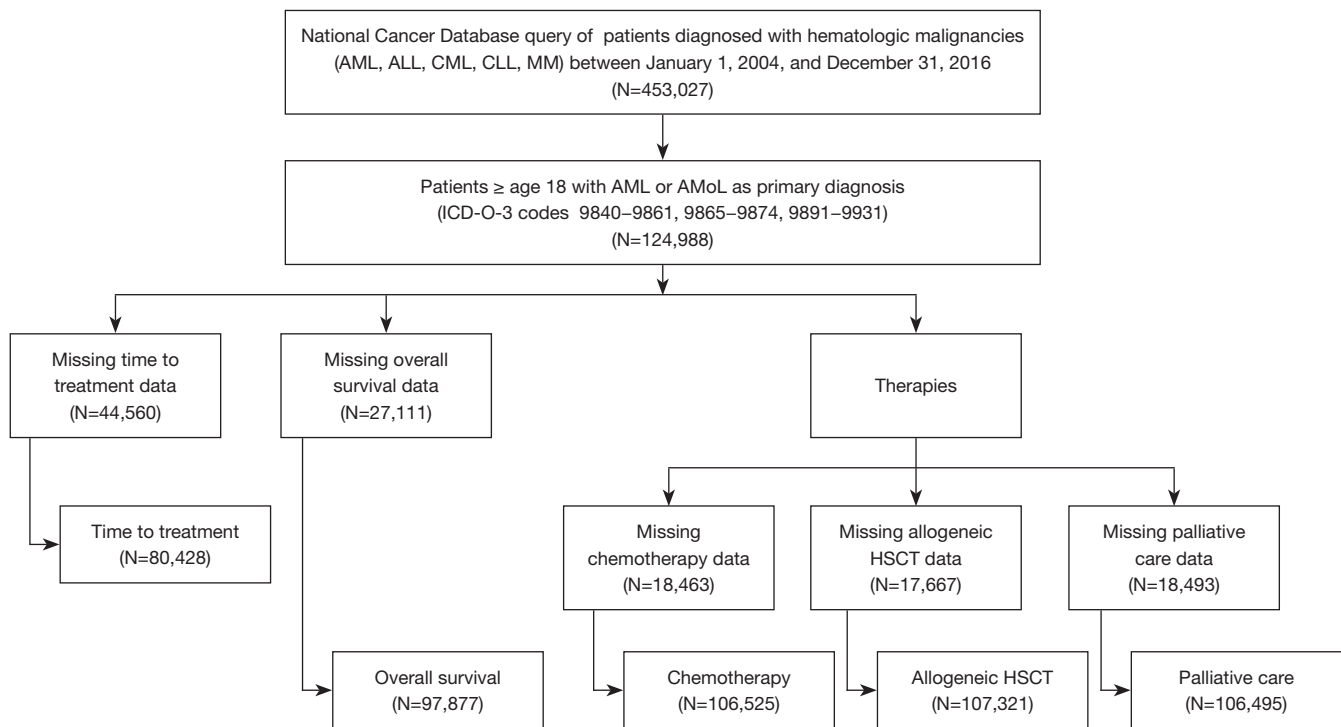 National Cancer Database query of patients diagnosed with hematologic malignancies
(AML, ALL, CML, CLL, MM) between January 1, 2004, and December 31, 2016
(N=453,027)
Patients ≥ age 18 with AML or AMoL as primary diagnosis
(ICD-O-3 codes 9840–9861, 9865–9874, 9891–9931)
(N=124,988)
Missing time to
treatment data
(N=44,560)
Missing overall
survival data
(N=27,111)
Therapies
Time to treatment
(N=80,428)
Missing
chemotherapy data
(N=18,463)
Missing allogeneic
HSCT data
(N=17,667)
Missing palliative
care data
(N=18,493)
Overall survival
(N=97,877)
Chemotherapy
(N=106,525)
Allogeneic HSCT
(N=107,321)
Palliative care
(N=106,495)